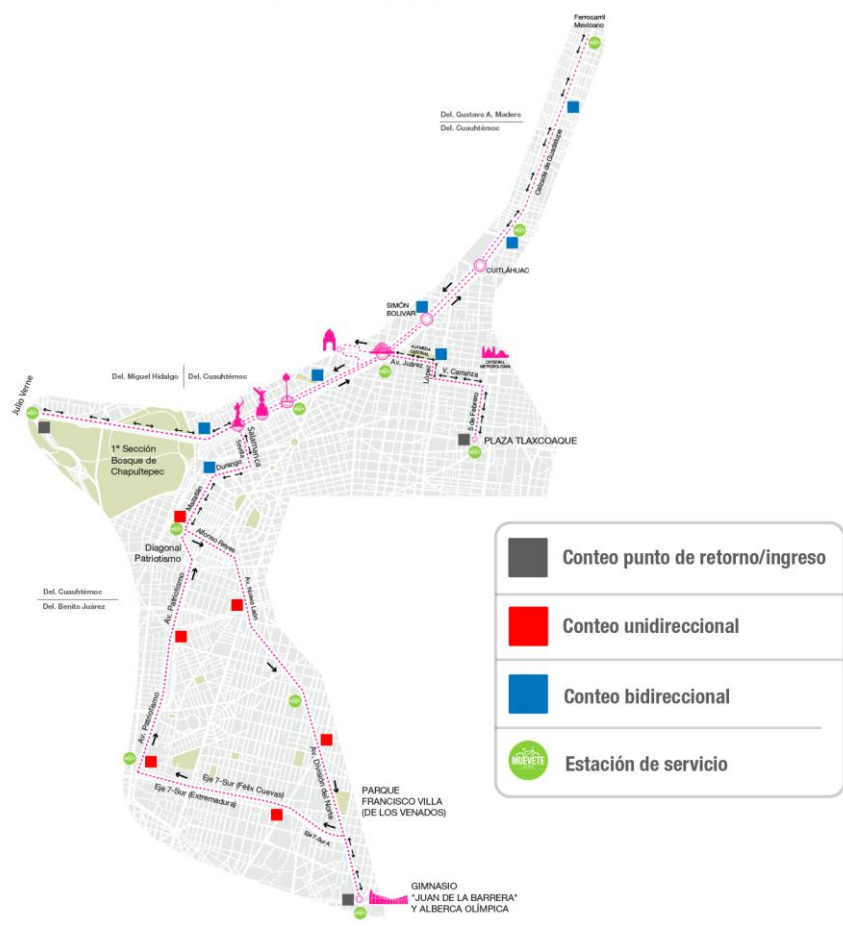 Ferrocarril
Mexicano
Del. Gustavo A. Madero
Del. Cuauhtémoc
Calzada de Guadalupe
CUITLÁHUAC
SIMÓN
BOLIVAR
ALAMEDA
CENTRAL
CATEDRAL
METROPOLITANA
Av. Juárez
López
V. Carranza
5 de Febrero
PLAZA TLAXCOAQUE
Del. Miguel Hidalgo
Del. Cuauhtémoc
Julio Verne
1ª Sección
Bosque de
Chapultepec
Sevilla
Salamanca
Durango
Mazatlán
Diagonal
Patriotismo
Alfonso Reyes
Av. Nuevo León
Del. Cuauhtémoc
Del. Benito Juárez
Av. Patriotismo
Av. Patriotismo
Av. División del Norte
Eje 7-Sur (Félix Cuevas)
Eje 7-Sur (Extremadura)
Eje 7-Sur A
PARQUE
FRANCISCO VILLA
(DE LOS VENADOS)
GIMNASIO
"JUAN DE LA BARRERA"
Y ALBERCA OLÍMPICA
Conteo punto de retorno/ingreso
Conteo unidireccional
Conteo bidireccional
MUÉVETE
Estación de servicio